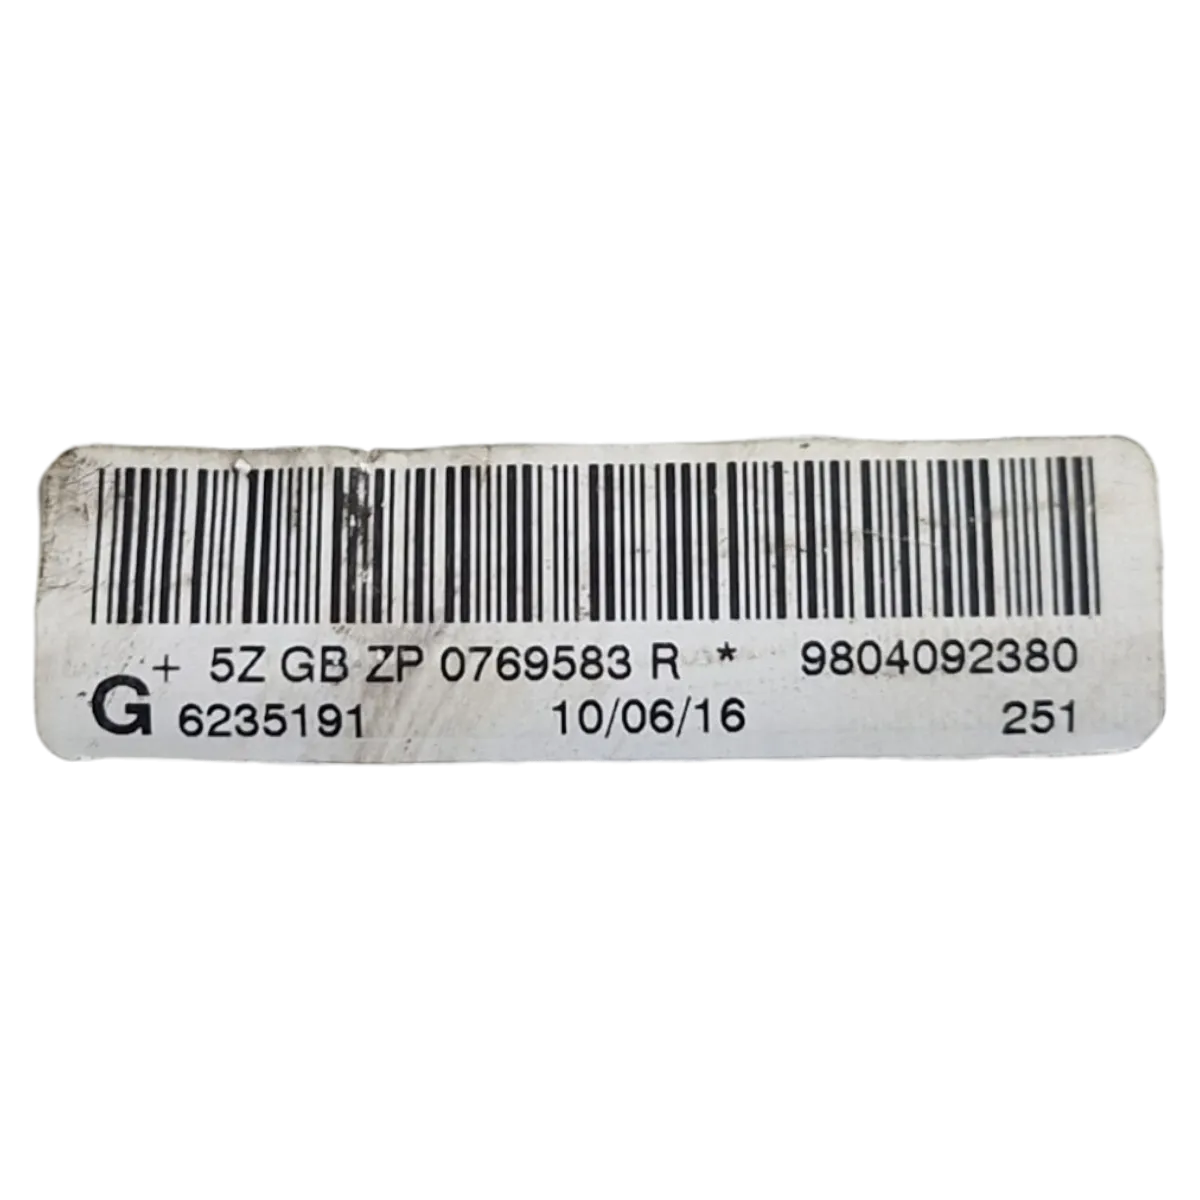 + 5Z GB ZP 0769583 R * 9804092380
G 6235191 10/06/16 251